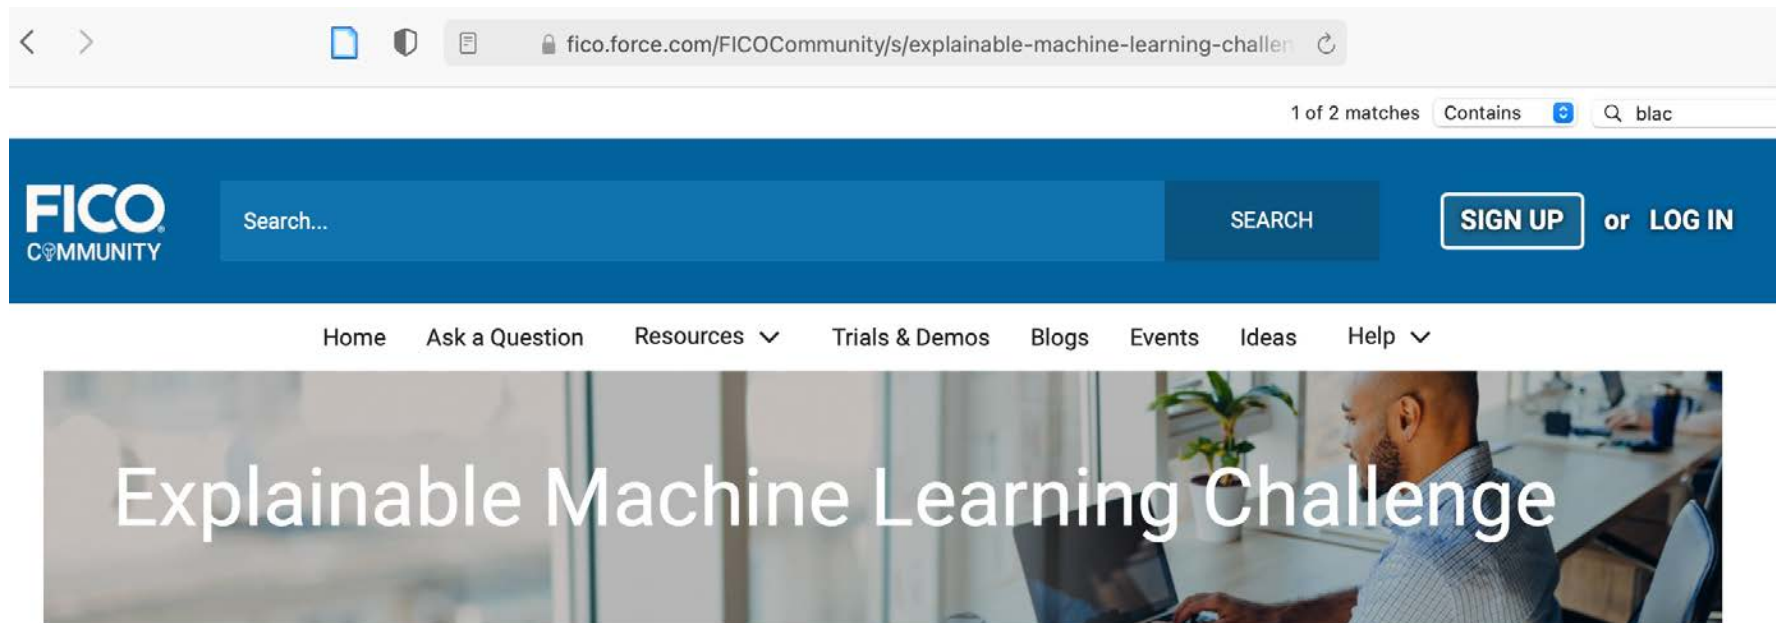 fico.force.com/FICOCommunity/s/explainable-machine-learning-challen
1 of 2 matches Contains blac
FICO
COMMUNITY
Search... SEARCH SIGN UP or LOG IN
Home Ask a Question Resources Trials & Demos Blogs Events Ideas Help
Explainable Machine Learning Challenge